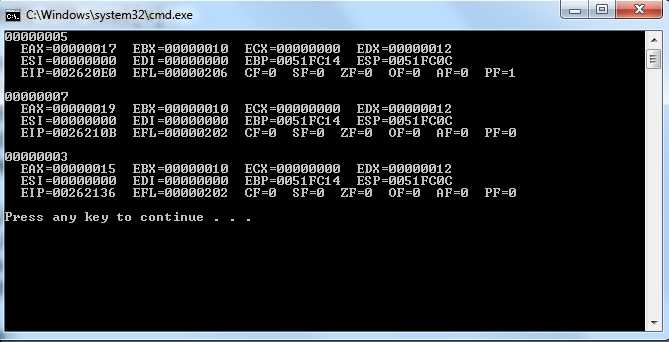 C:\Windows\system32\cmd.exe
00000005
EAX=00000017 EBX=00000010 ECX=00000000 EDX=00000012
ESI=00000000 EDI=00000000 EBP=0051FC14 ESP=0051FC0C
EIP=002620E0 EFL=00000206 CF=0 SF=0 ZF=0 OF=0 AF=0 PF=1
00000007
EAX=00000019 EBX=00000010 ECX=00000000 EDX=00000012
ESI=00000000 EDI=00000000 EBP=0051FC14 ESP=0051FC0C
EIP=0026210B EFL=00000202 CF=0 SF=0 ZF=0 OF=0 AF=0 PF=0
00000003
EAX=00000015 EBX=00000010 ECX=00000000 EDX=00000012
ESI=00000000 EDI=00000000 EBP=0051FC14 ESP=0051FC0C
EIP=00262136 EFL=00000202 CF=0 SF=0 ZF=0 OF=0 AF=0 PF=0
Press any key to continue . . .